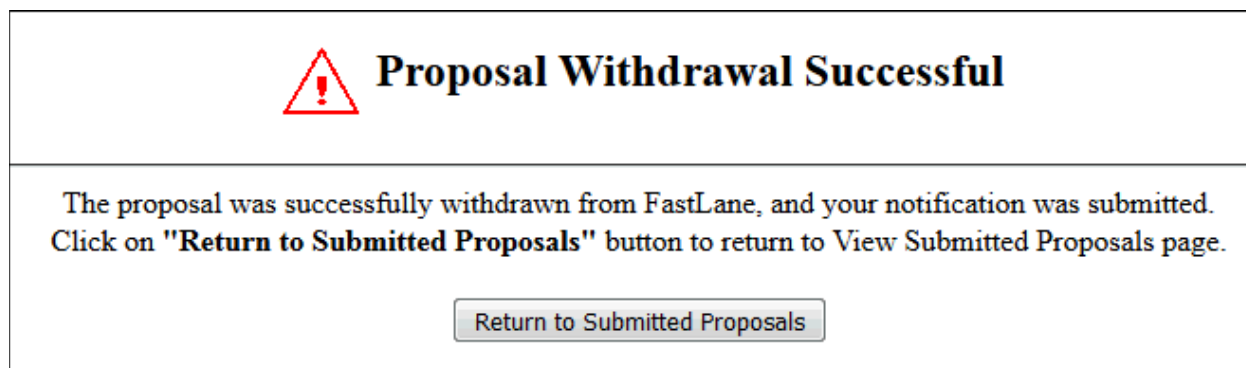 Proposal Withdrawal Successful
The proposal was successfully withdrawn from FastLane, and your notification was submitted.
Click on "Return to Submitted Proposals" button to return to View Submitted Proposals page.
Return to Submitted Proposals